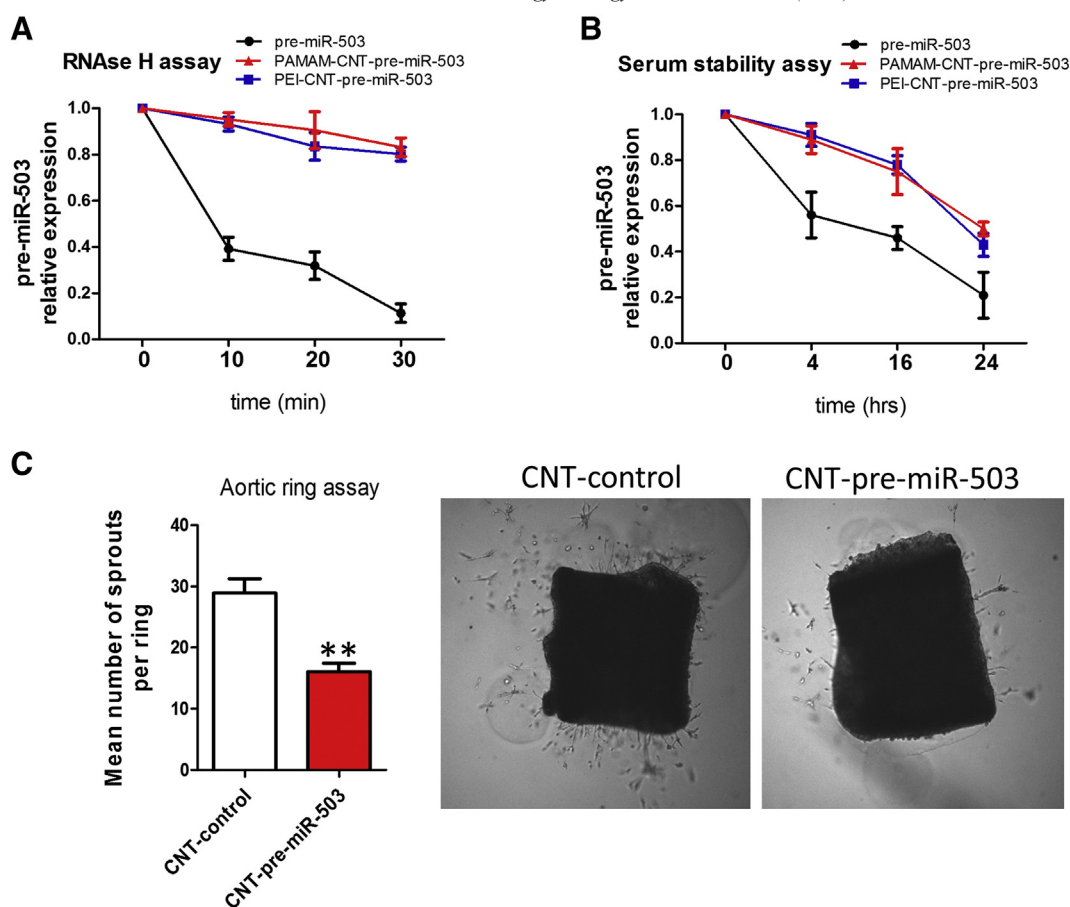 A
RNAse H assay
pre-miR-503
PAMAM-CNT-pre-miR-503
PEI-CNT-pre-miR-503
pre-miR-503
relative expression
1.0
0.8
0.6
0.4
0.2
0.0
0 10 20 30
time (min)
B
Serum stability assy
pre-miR-503
PAMAM-CNT-pre-miR-503
PEI-CNT-pre-miR-503
pre-miR-503
relative expression
1.0
0.8
0.6
0.4
0.2
0.0
0 4 16 24
time (hrs)
C
Aortic ring assay
Mean number of sprouts
per ring
40
30
20
10
0
**
CNT-control
CNT-pre-miR-503
CNT-control
CNT-pre-miR-503